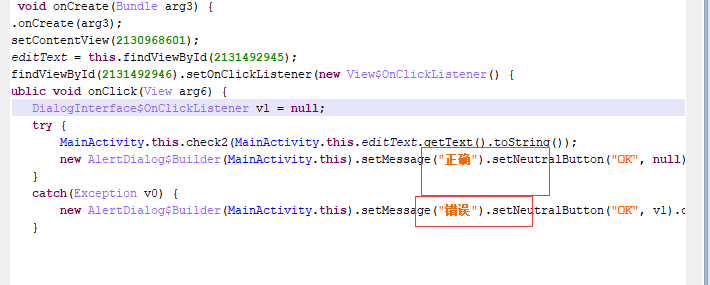 void onCreate(Bundle arg3) {
.onCreate(arg3);
setContentView(2130968601);
editText = this.findViewById(2131492945);
findViewById(2131492946).setOnClickListener(new View$OnClickListener() {
ublic void onClick(View arg6) {
DialogInterface$OnClickListener v1 = null;
try {
MainActivity.this.check2(MainActivity.this.editText.getText().toString());
new AlertDialog$Builder(MainActivity.this).setMessage("正确").setNeutralButton("OK", null)
}
catch(Exception v0) {
new AlertDialog$Builder(MainActivity.this).setMessage("错误").setNeutralButton("OK", v1).c
}